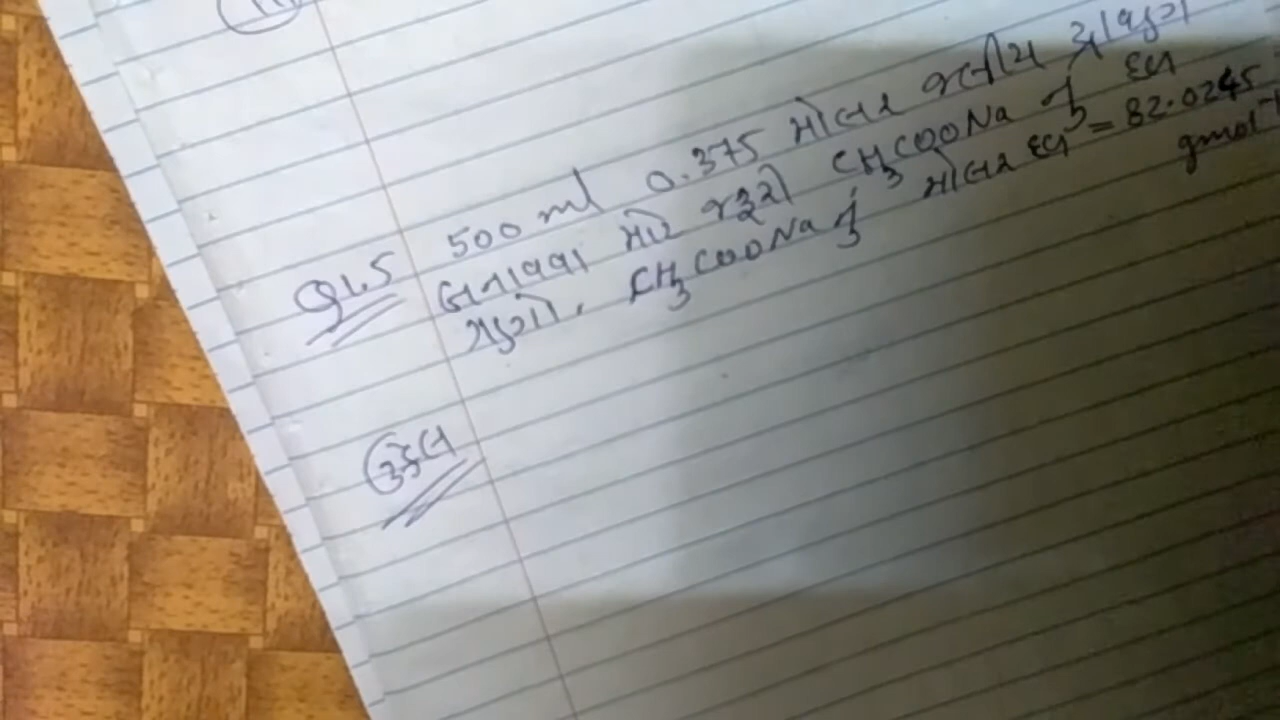 Q1.5 500 ml 0.375 મોલર જલીય દ્રાવણ
બનાવવા માટે જરૂરી CH₃COONa નું દળ
ગણો. CH₃COONa નું મોલર દળ = 82.0245
gmol⁻¹
ઉકેલ